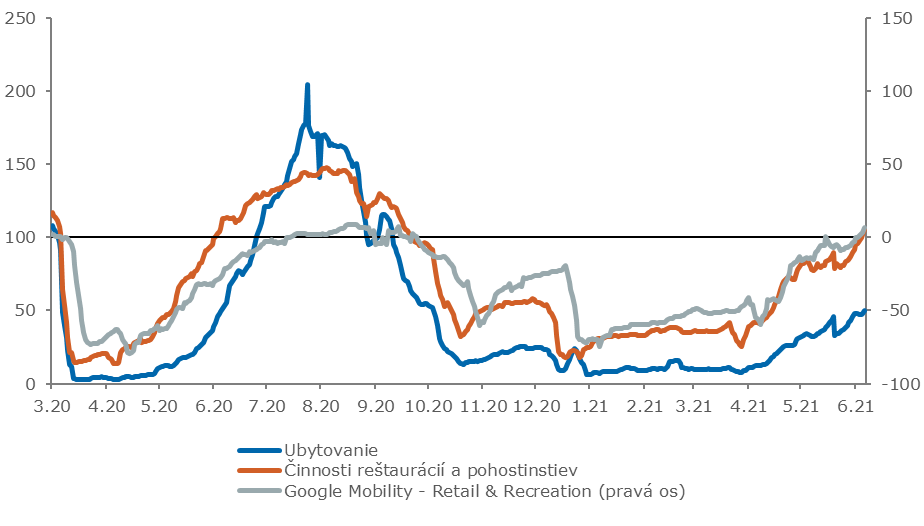 250 150
200 100
150 50
100 0
50 -50
0 -100
3.20 4.20 5.20 6.20 7.20 8.20 9.20 10.20 11.20 12.20 1.21 2.21 3.21 4.21 5.21 6.21
Ubytovanie
Činnosti reštaurácií a pohostinstiev
Google Mobility - Retail & Recreation (pravá os)